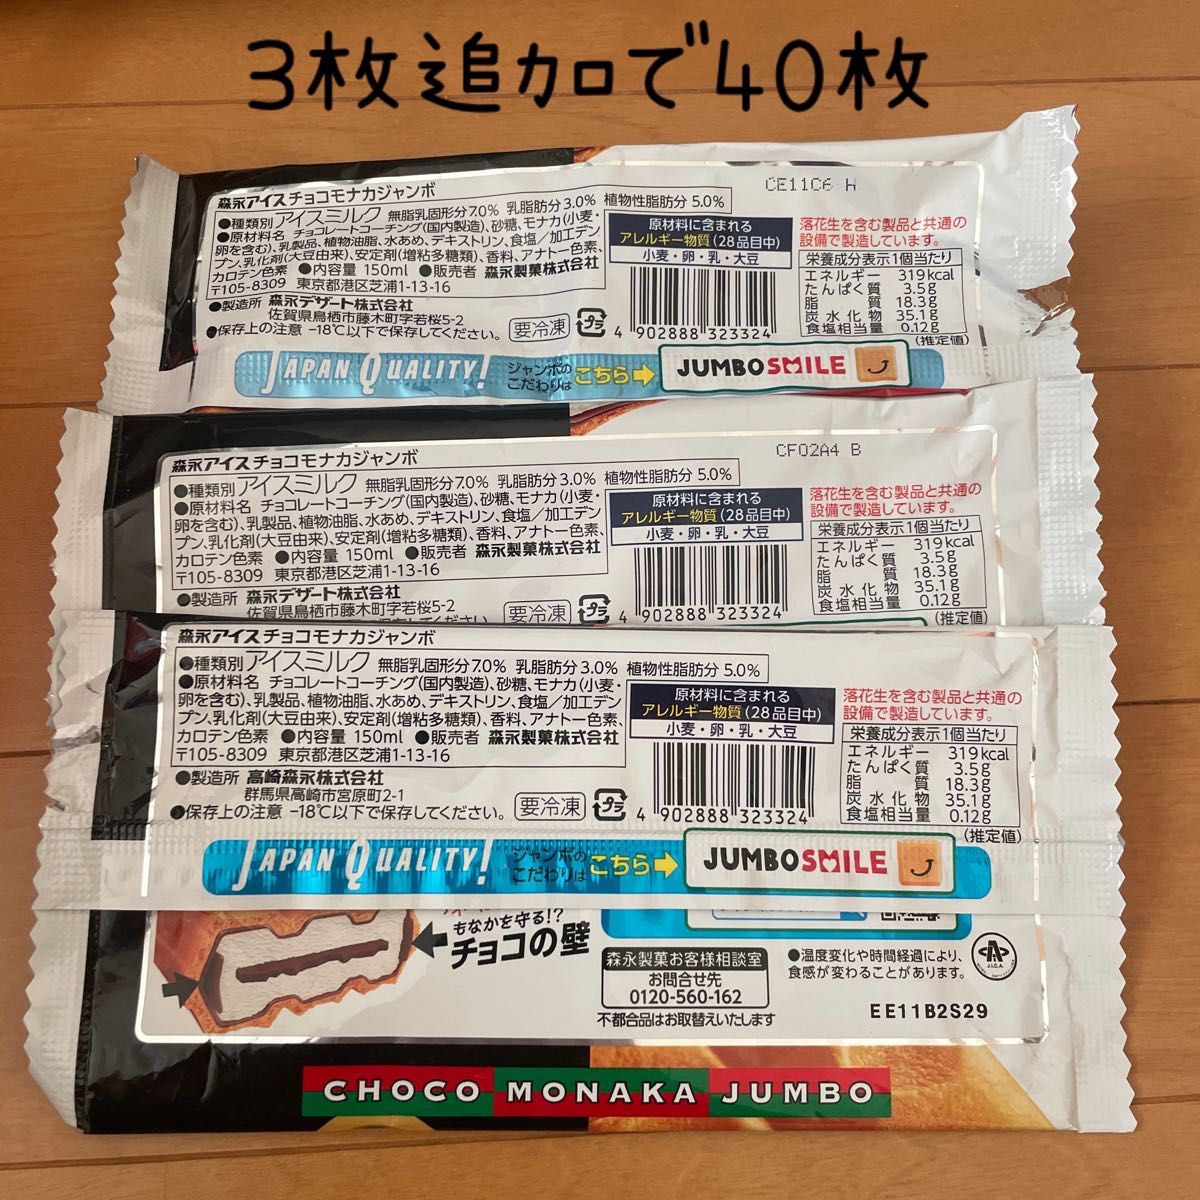 3枚追加で40枚
森永アイスチョコモナカジャンボ
CE11C6 H
●種類別アイスミルク 無脂乳固形分7.0% 乳脂肪分3.0% 植物性脂肪分 5.0%
●原材料名 チョコレートコーチング(国内製造)、砂糖、モナカ(小麦・
卵を含む)、乳製品、植物油脂、水あめ、デキストリン、食塩/加工デン
プン、乳化剤(大豆由来)、安定剤(増粘多糖類)、香料、アナトー色素、
カロテン色素 ●内容量 150ml ●販売者 森永製菓株式会社
〒105-8309 東京都港区芝浦1-13-16
●製造所 森永デザート株式会社
佐賀県鳥栖市藤木町字若桜5-2
●保存上の注意 -18℃以下で保存してください。
要冷凍
プラ
原材料に含まれる
アレルギー物質(28品目中)
小麦・卵・乳・大豆
4 902888 323324
落花生を含む製品と共通の
設備で製造しています。
栄養成分表示1個当たり
エネルギー 319kcal
たんぱく質 3.5g
脂質 18.3g
炭水化物 35.1g
食塩相当量 0.12g
(推定値)
JAPAN QUALITY!
ジャンボの
こだわりは
こちら
JUMBO SMILE
森永アイスチョコモナカジャンボ
CF02A4 B
●種類別アイスミルク 無脂乳固形分7.0% 乳脂肪分3.0% 植物性脂肪分 5.0%
●原材料名 チョコレートコーチング(国内製造)、砂糖、モナカ(小麦・
卵を含む)、乳製品、植物油脂、水あめ、デキストリン、食塩/加工デン
プン、乳化剤(大豆由来)、安定剤(増粘多糖類)、香料、アナトー色素、
カロテン色素 ●内容量 150ml ●販売者 森永製菓株式会社
〒105-8309 東京都港区芝浦1-13-16
●製造所 森永デザート株式会社
佐賀県鳥栖市藤木町字若桜5-2
要冷凍
プラ
原材料に含まれる
アレルギー物質(28品目中)
小麦・卵・乳・大豆
4 902888 323324
落花生を含む製品と共通の
設備で製造しています。
栄養成分表示1個当たり
エネルギー 319kcal
たんぱく質 3.5g
脂質 18.3g
炭水化物 35.1g
食塩相当量 0.12g
(推定値)
森永アイスチョコモナカジャンボ
●種類別アイスミルク 無脂乳固形分7.0% 乳脂肪分3.0% 植物性脂肪分 5.0%
●原材料名 チョコレートコーチング(国内製造)、砂糖、モナカ(小麦・
卵を含む)、乳製品、植物油脂、水あめ、デキストリン、食塩/加工デン
プン、乳化剤(大豆由来)、安定剤(増粘多糖類)、香料、アナトー色素、
カロテン色素 ●内容量 150ml ●販売者 森永製菓株式会社
〒105-8309 東京都港区芝浦1-13-16
●製造所 高崎森永株式会社
群馬県高崎市宮原町2-1
●保存上の注意 -18℃以下で保存してください。
要冷凍
プラ
原材料に含まれる
アレルギー物質(28品目中)
小麦・卵・乳・大豆
4 902888 323324
落花生を含む製品と共通の
設備で製造しています。
栄養成分表示1個当たり
エネルギー 319kcal
たんぱく質 3.5g
脂質 18.3g
炭水化物 35.1g
食塩相当量 0.12g
(推定値)
JAPAN QUALITY!
ジャンボの
こだわりは
こちら
JUMBO SMILE
もなかを守る!?
チョコの壁
森永製菓お客様相談室
お問合せ先
0120-560-162
不都合品はお取替えいたします
●温度変化や時間経過により、
食感が変わることがあります。
J.I.C.A.
EE11B2S29
CHOCO MONAKA JUMBO